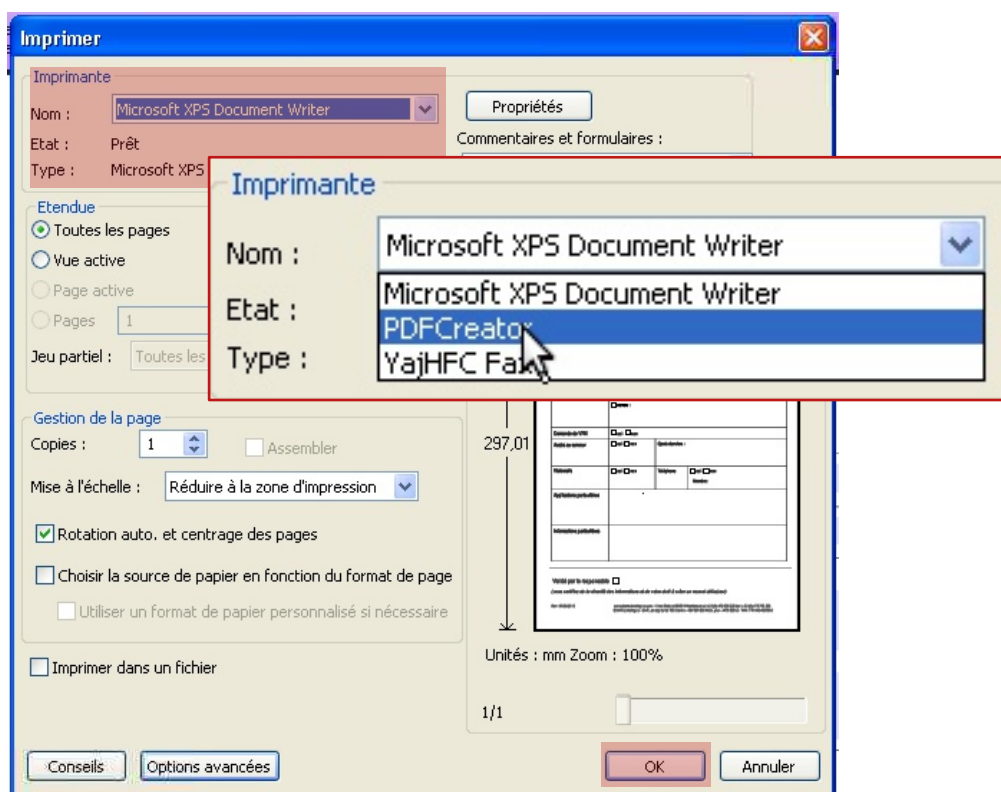 Imprimer
Imprimante
Nom : Microsoft XPS Document Writer
Propriétés
Etat : Prêt
Commentaires et formulaires :
Type : Microsoft XPS
Imprimante
Nom : Microsoft XPS Document Writer
Microsoft XPS Document Writer
Etat :
PDFCreator
Type :
YajHFC Fax
Etendue
Toutes les pages
Vue active
Page active
Pages 1
Jeu partiel : Toutes les
Gestion de la page
Copies : 1 Assembler
297,01
Mise à l'échelle : Réduire à la zone d'impression
Rotation auto. et centrage des pages
Choisir la source de papier en fonction du format de page
Utiliser un format de papier personnalisé si nécessaire
Imprimer dans un fichier
Validé par le responsable
Unités : mm Zoom : 100%
1/1
Conseils Options avancées OK Annuler